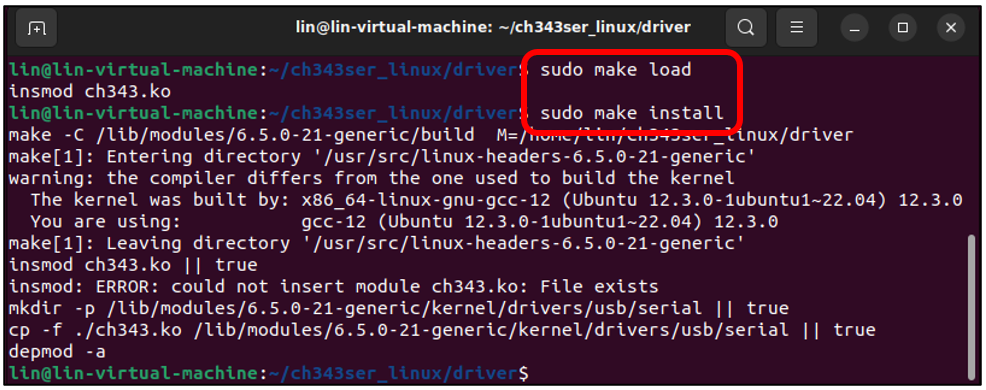 lin@lin-virtual-machine: ~/ch343ser_linux/driver
lin@lin-virtual-machine:~/ch343ser_linux/driver$ sudo make load
insmod ch343.ko
lin@lin-virtual-machine:~/ch343ser_linux/driver$ sudo make install
make -C /lib/modules/6.5.0-21-generic/build  M=/home/lin/ch343ser_linux/driver
make[1]: Entering directory '/usr/src/linux-headers-6.5.0-21-generic'
warning: the compiler differs from the one used to build the kernel
  The kernel was built by: x86_64-linux-gnu-gcc-12 (Ubuntu 12.3.0-1ubuntu1~22.04) 12.3.0
  You are using:           gcc-12 (Ubuntu 12.3.0-1ubuntu1~22.04) 12.3.0
make[1]: Leaving directory '/usr/src/linux-headers-6.5.0-21-generic'
insmod ch343.ko || true
insmod: ERROR: could not insert module ch343.ko: File exists
mkdir -p /lib/modules/6.5.0-21-generic/kernel/drivers/usb/serial || true
cp -f ./ch343.ko /lib/modules/6.5.0-21-generic/kernel/drivers/usb/serial || true
depmod -a
lin@lin-virtual-machine:~/ch343ser_linux/driver$